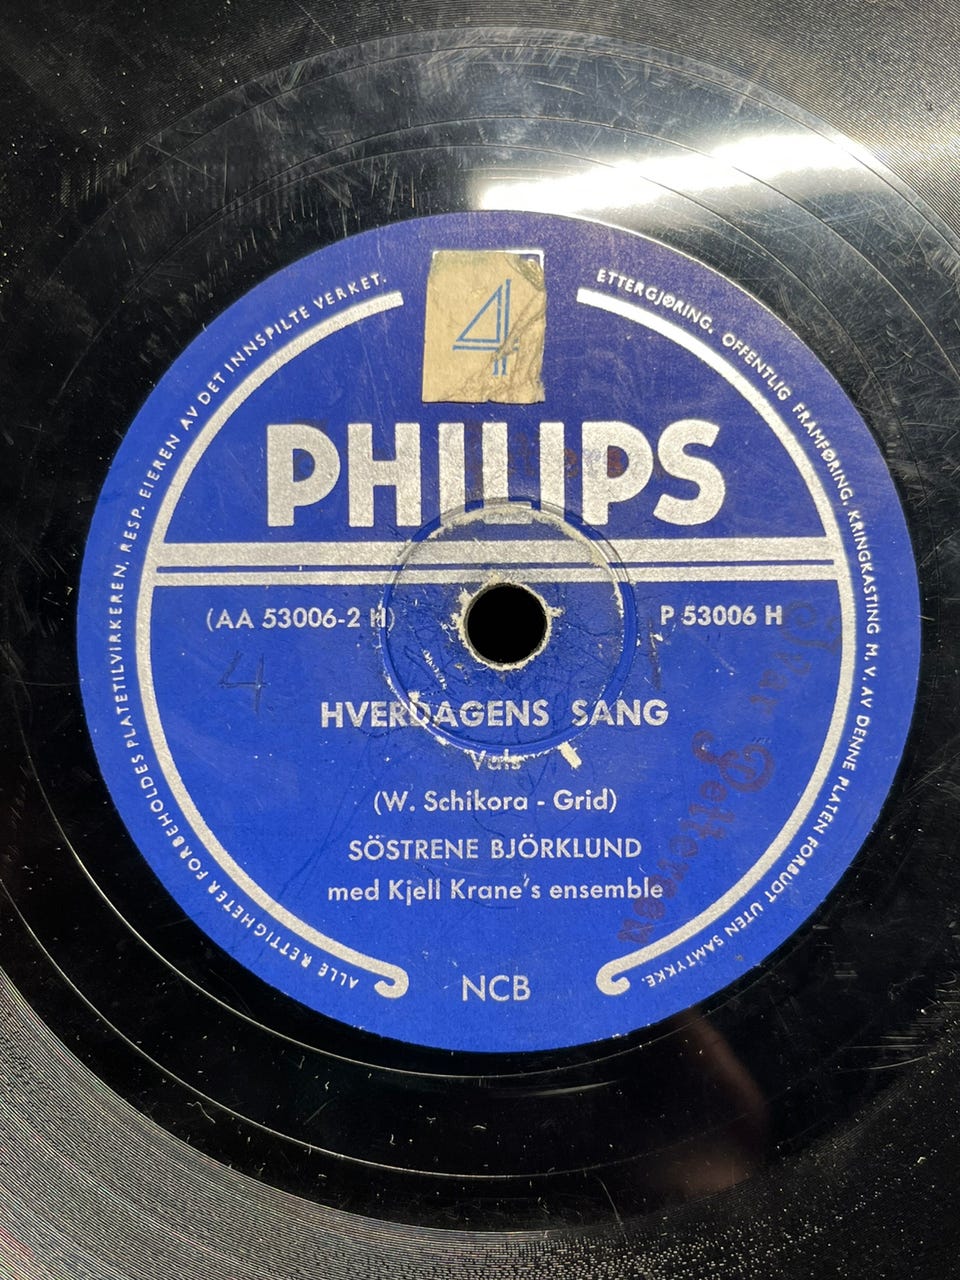 ALLE RETTIGHETER FORBEHOLDES PLATETILVIRKEREN, RESP. EIEREN AV DET INNSPILTE VERKET.
ETTERGJØRING, OFFENTLIG FRAMFØRING, KRINGKASTING M. V. AV DENNE PLATEN FORBUDT UTEN SAMTYKKE.
4
PHILIPS
(AA 53006-2 H)
P 53006 H
4
HVERDAGENS SANG
Vals
(W. Schikora - Grid)
SÖSTRENE BJÖRKLUND
med Kjell Krane's ensemble
NCB